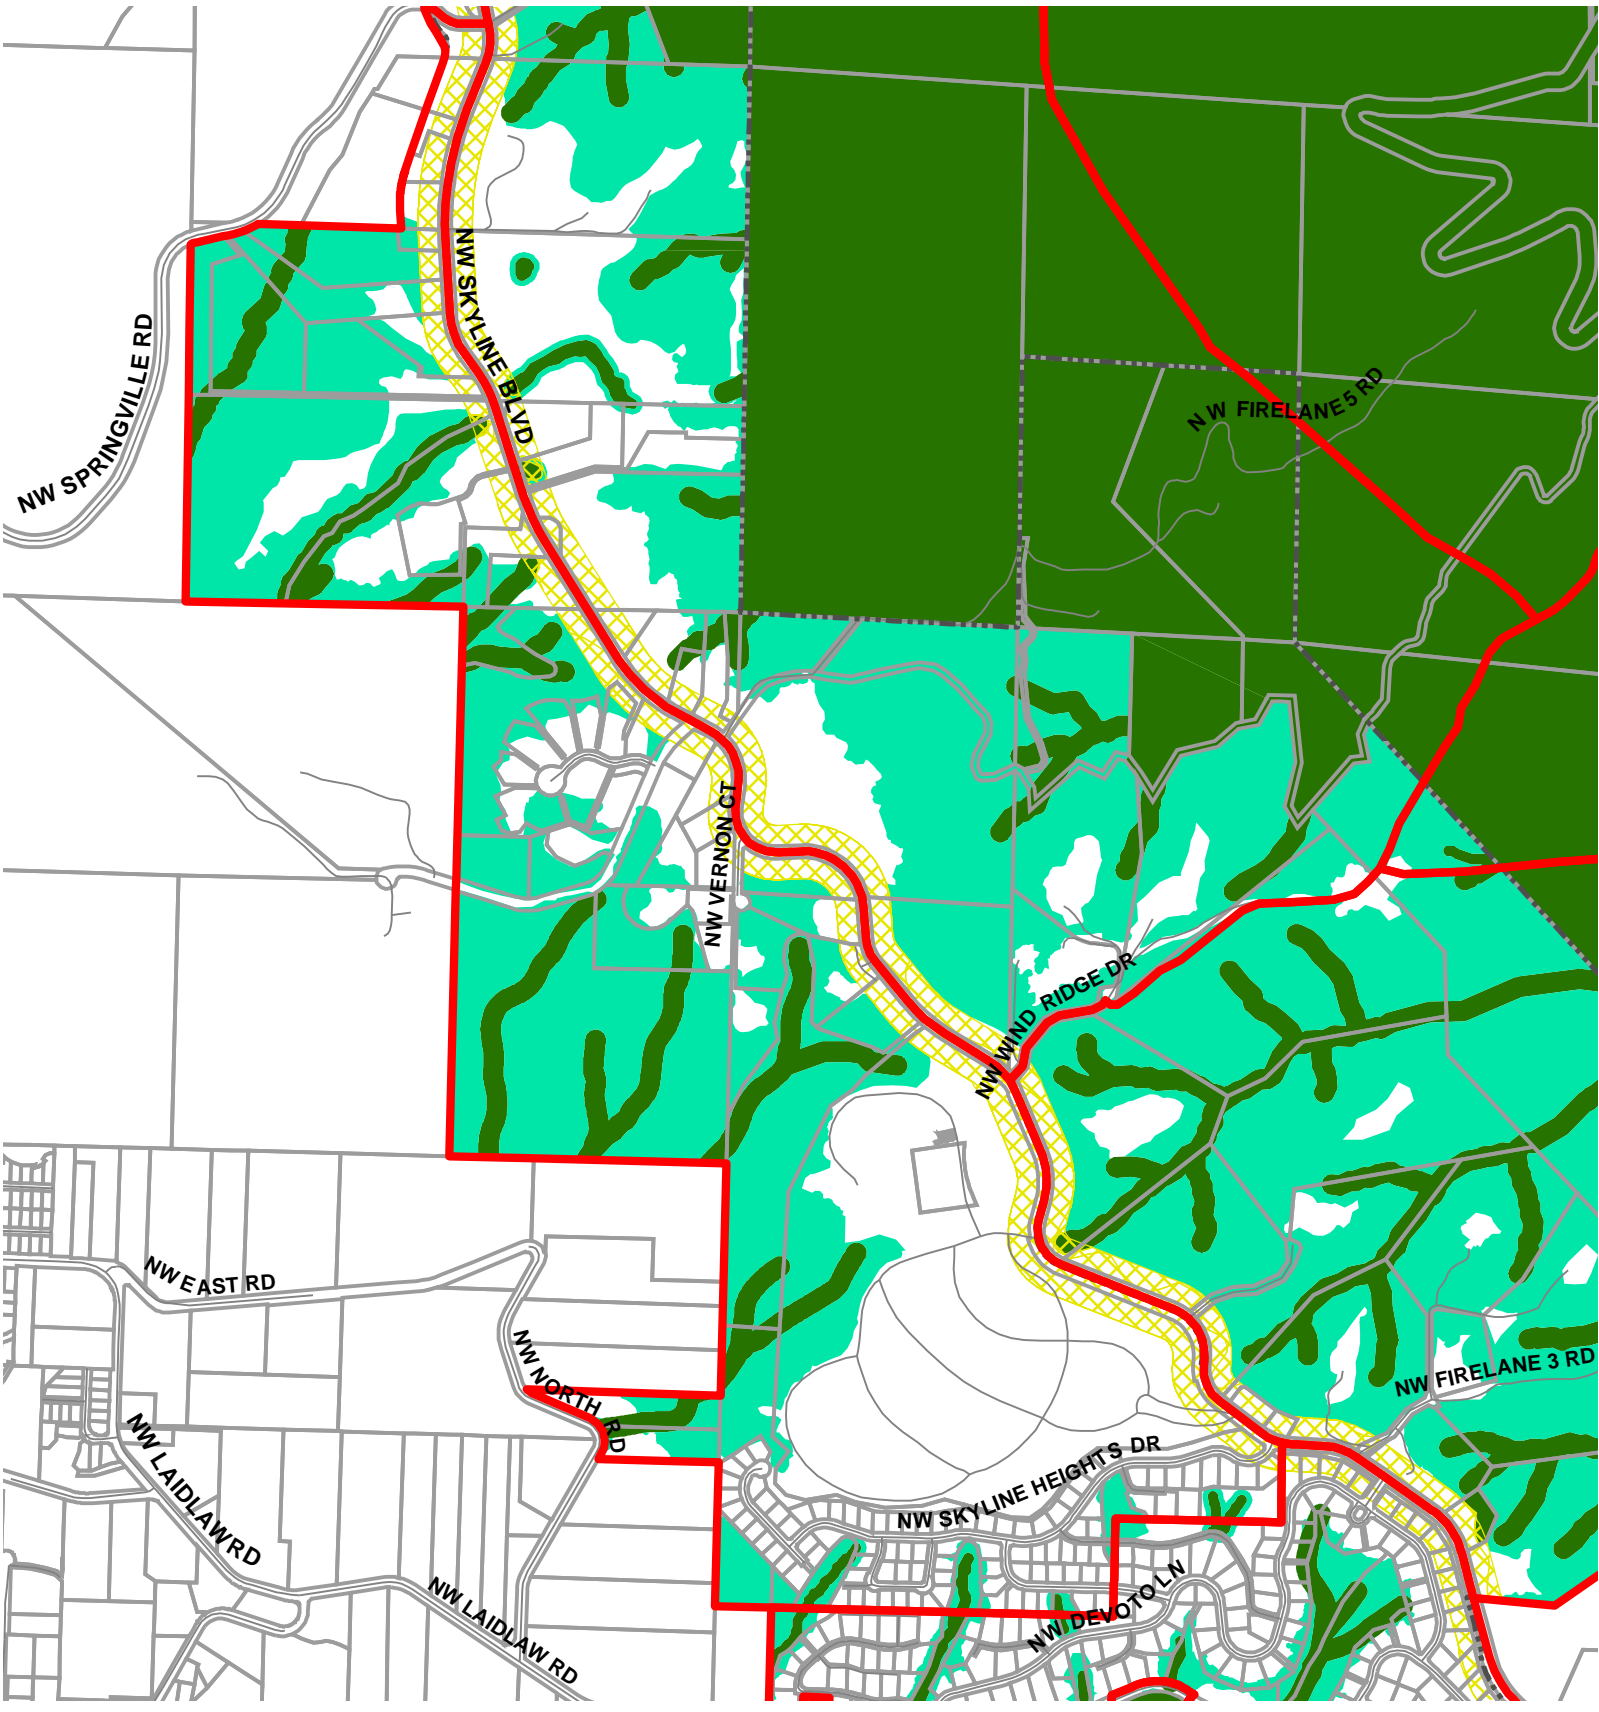 NW SKYLINE BLVD
NW SPRINGVILLE RD
NW FIRELANE 5 RD
NW VERNON CT
NW WIND RIDGE DR
NW EAST RD
NW NORTH RD
NW FIRELANE 3 RD
NW LAIDLAW RD
NW SKYLINE HEIGHTS DR
NW DEVOTO LN
NW LAIDLAW RD